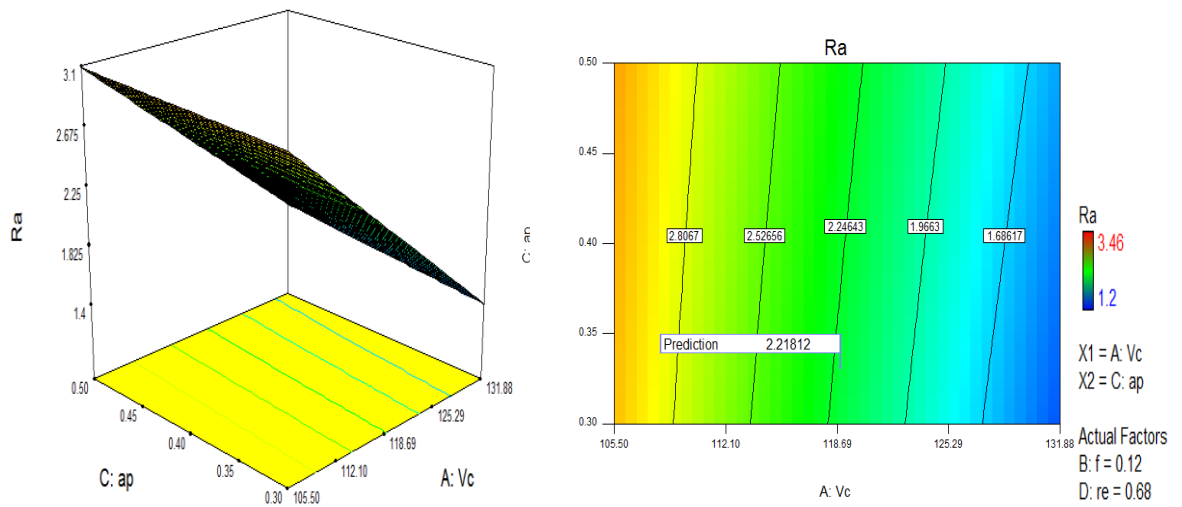 3.1
2.675
2.25
1.825
1.4
Ra
0.50
0.45
0.40
0.35
0.30
C: ap
105.50
112.10
118.69
125.29
131.88
A: Vc
C: ap
Ra
0.50
0.45
0.40
0.35
0.30
2.8067
2.52656
2.24643
1.9663
1.68617
Prediction 2.21812
105.50
112.10
118.69
125.29
131.88
A: Vc
Ra
3.46
1.2
X1 = A: Vc
X2 = C: ap
Actual Factors
B: f = 0.12
D: re = 0.68